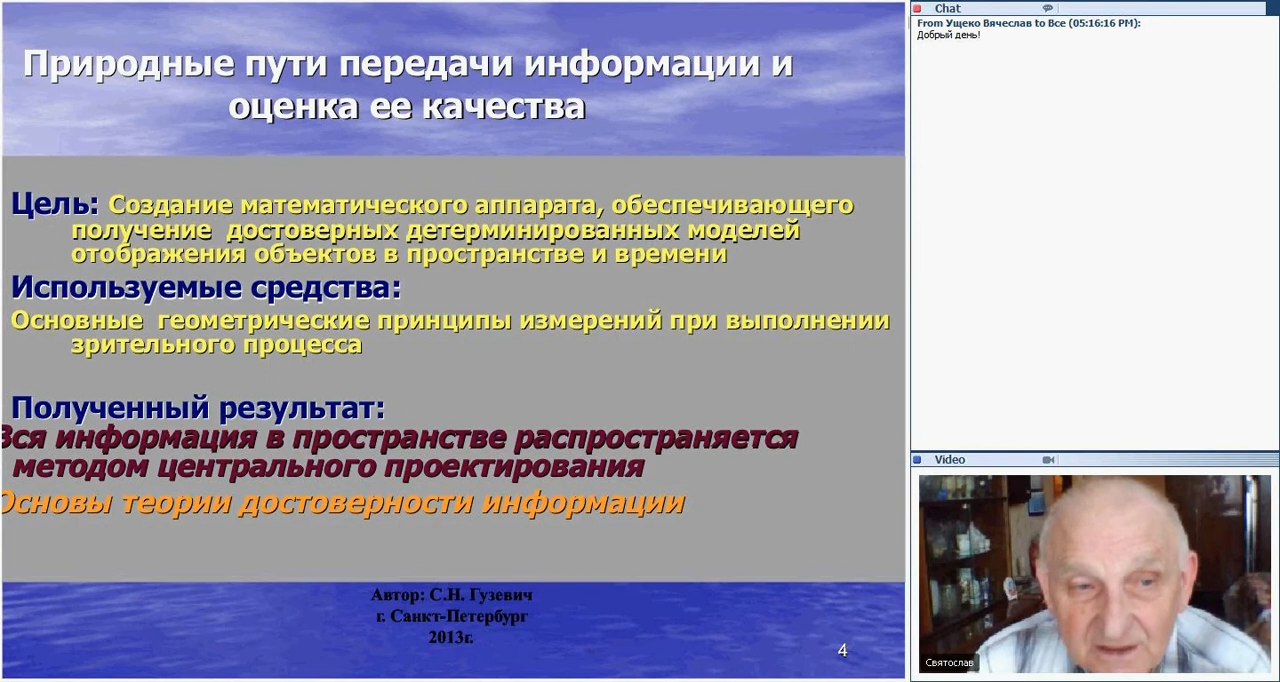 Природные пути передачи информации и
оценка ее качества
Цель: Создание математического аппарата, обеспечивающего
получение достоверных детерминированных моделей
отображения объектов в пространстве и времени
Используемые средства:
Основные геометрические принципы измерений при выполнении
зрительного процесса
Полученный результат:
Вся информация в пространстве распространяется
методом центрального проектирования
Основы теории достоверности информации
Автор: С.Н. Гузевич
г. Санкт-Петербург
2013г.
4
Chat
From Ущеко Вячеслав to Все (05:16:16 PM):
Добрый день!
Video
Святослав